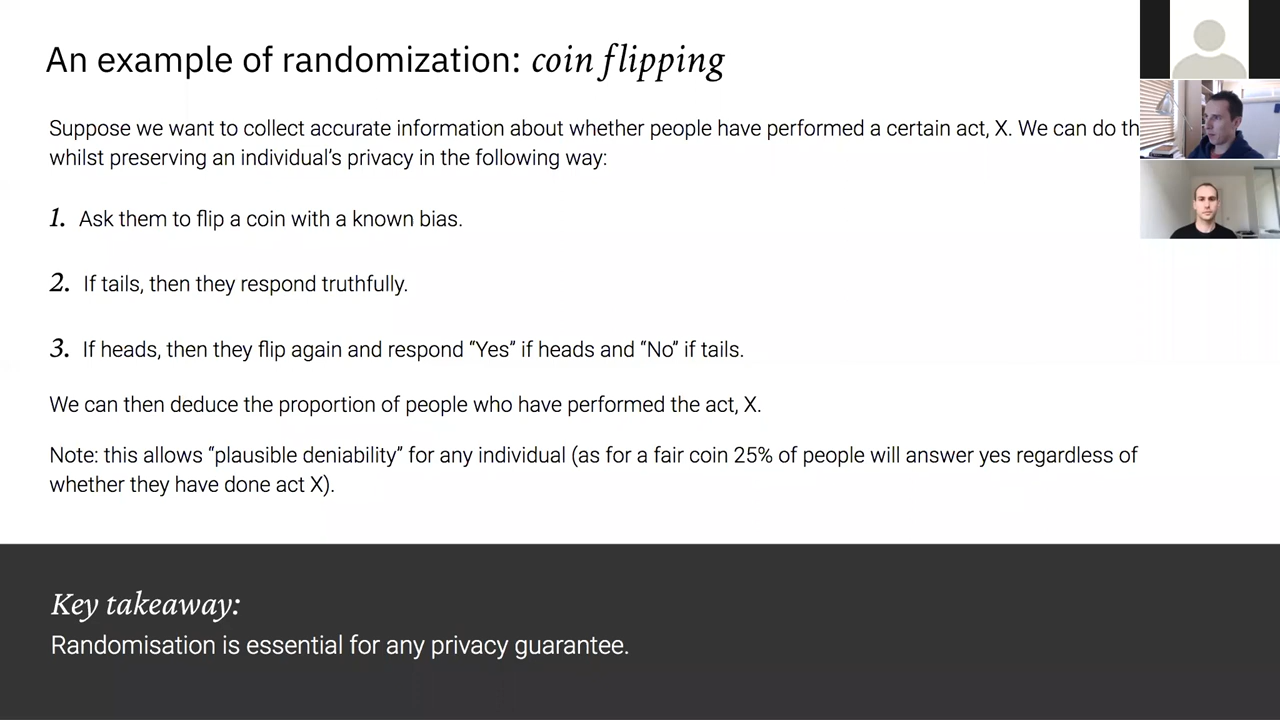 An example of randomization: coin flipping
Suppose we want to collect accurate information about whether people have performed a certain act, X. We can do th
whilst preserving an individual's privacy in the following way:
1. Ask them to flip a coin with a known bias.
2. If tails, then they respond truthfully.
3. If heads, then they flip again and respond “Yes” if heads and “No” if tails.
We can then deduce the proportion of people who have performed the act, X.
Note: this allows “plausible deniability” for any individual (as for a fair coin 25% of people will answer yes regardless of
whether they have done act X).
Key takeaway:
Randomisation is essential for any privacy guarantee.